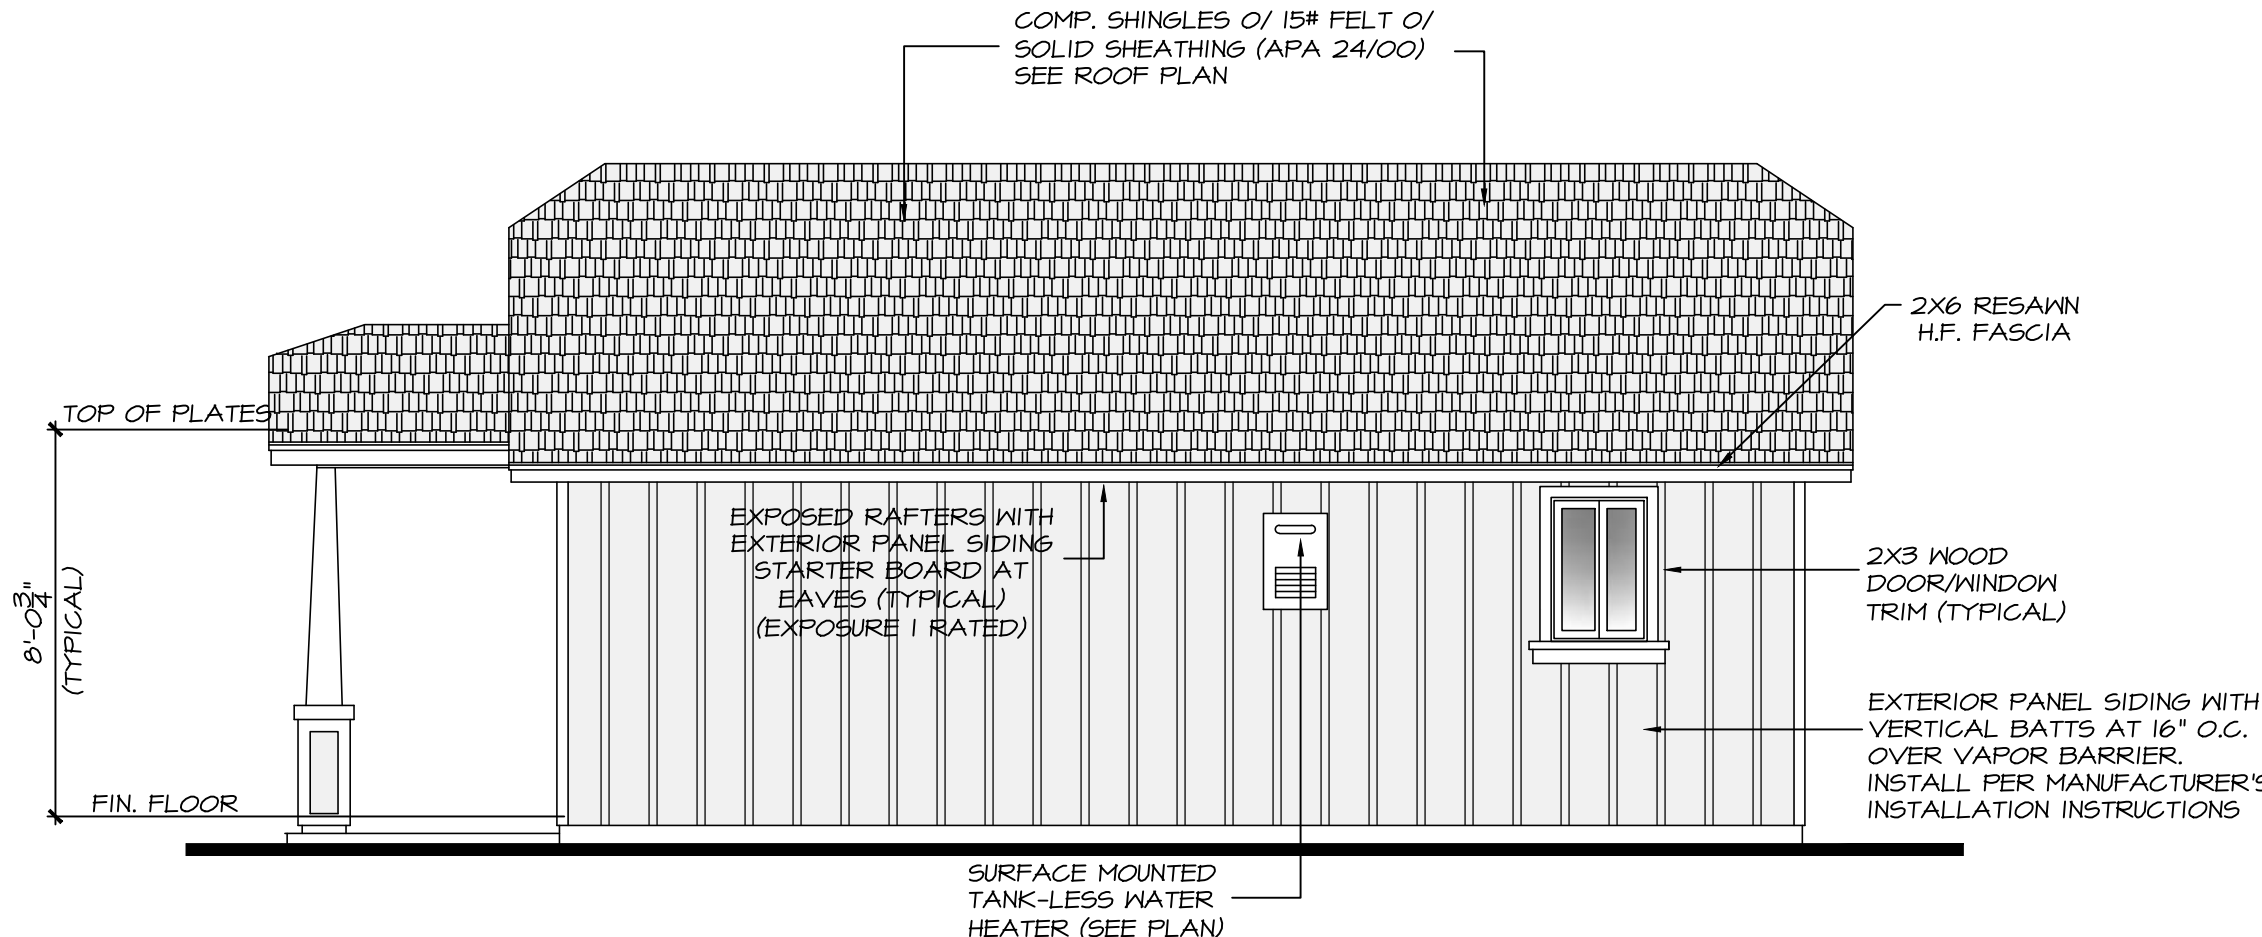 COMP. SHINGLES O/ 15# FELT O/
SOLID SHEATHING (APA 24/00)
SEE ROOF PLAN
2X6 RESAWN
H.F. FASCIA
TOP OF PLATES
8'-0 3/4"
(TYPICAL)
EXPOSED RAFTERS WITH
EXTERIOR PANEL SIDING
STARTER BOARD AT
EAVES (TYPICAL)
(EXPOSURE 1 RATED)
2X3 WOOD
DOOR/WINDOW
TRIM (TYPICAL)
EXTERIOR PANEL SIDING WITH
VERTICAL BATTS AT 16" O.C.
OVER VAPOR BARRIER.
INSTALL PER MANUFACTURER'S
INSTALLATION INSTRUCTIONS
FIN. FLOOR
SURFACE MOUNTED
TANK-LESS WATER
HEATER (SEE PLAN)